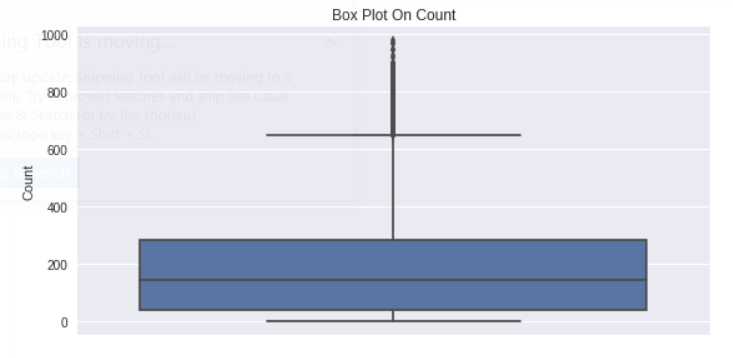 Box Plot On Count
1000
800
600
400
200
0
Count
ing Tool is moving...
ure update, Snipping Tool will be moving to a
me. Try improved features and snip like usual
ip & Sketch (or try the shortcut
ws logo key + Shift + S)